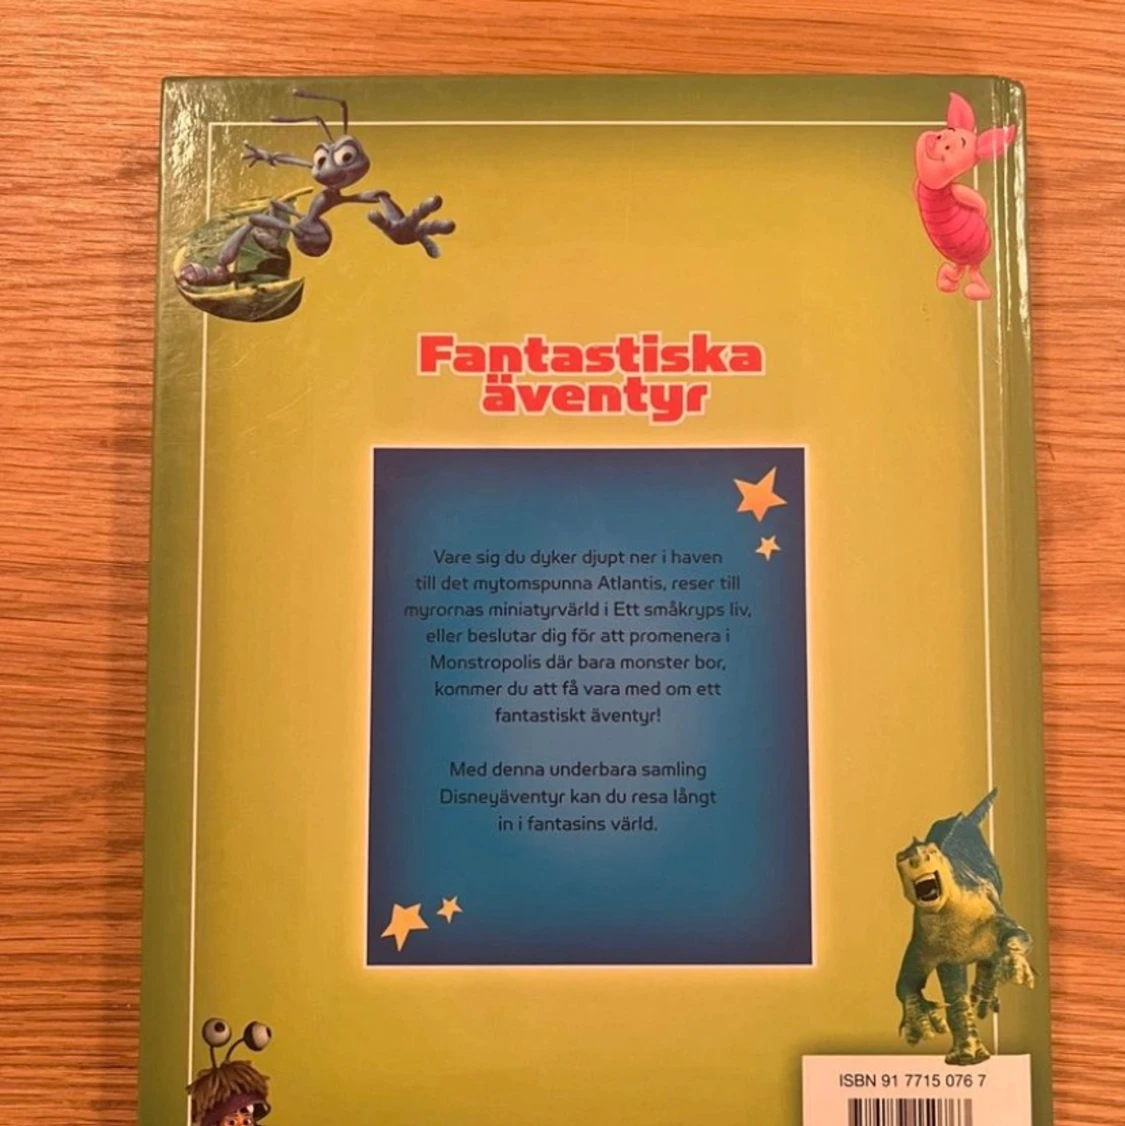 Fantastiska
äventyr
Vare sig du dyker djupt ner i haven
till det mytomspunna Atlantis, reser till
myrornas miniatyrvärld i Ett småkryps liv,
eller beslutar dig för att promenera i
Monstropolis där bara monster bor,
kommer du att få vara med om ett
fantastiskt äventyr!
Med denna underbara samling
Disneyäventyr kan du resa långt
in i fantasins värld.
ISBN 91 7715 076 7